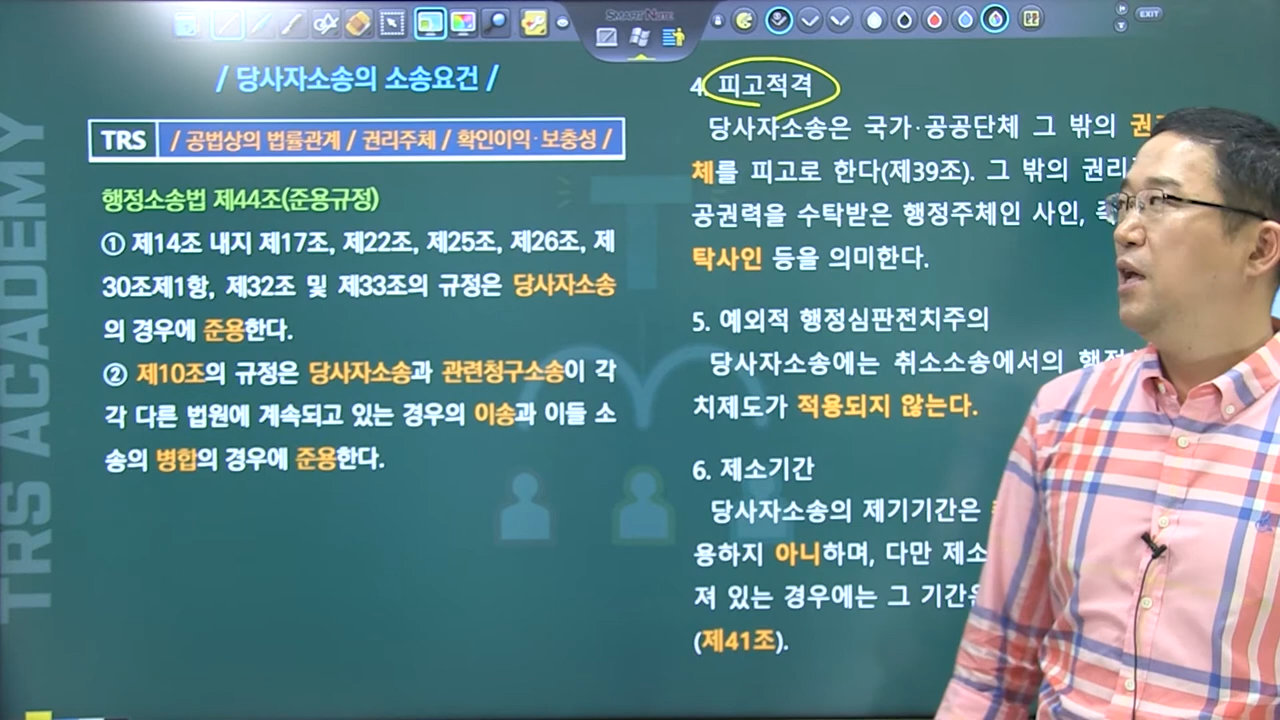 SMART NOTE
EXIT
TRS ACADEMY
/ 당사자소송의 소송요건 /
TRS / 공법상의 법률관계 / 권리주체 / 확인이익·보충성 /
행정소송법 제44조(준용규정)
① 제14조 내지 제17조, 제22조, 제25조, 제26조, 제
30조제1항, 제32조 및 제33조의 규정은 당사자소송
의 경우에 준용한다.
② 제10조의 규정은 당사자소송과 관련청구소송이 각
각 다른 법원에 계속되고 있는 경우의 이송과 이들 소
송의 병합의 경우에 준용한다.
4. 피고적격
당사자소송은 국가·공공단체 그 밖의
체를 피고로 한다(제39조). 그 밖의 권리
공권력을 수탁받은 행정주체인 사인,
탁사인 등을 의미한다.
5. 예외적 행정심판전치주의
당사자소송에는 취소소송에서의
치제도가 적용되지 않는다.
6. 제소기간
당사자소송의 제기기간은
용하지 아니하며, 다만 제소
져 있는 경우에는 그
(제41조).